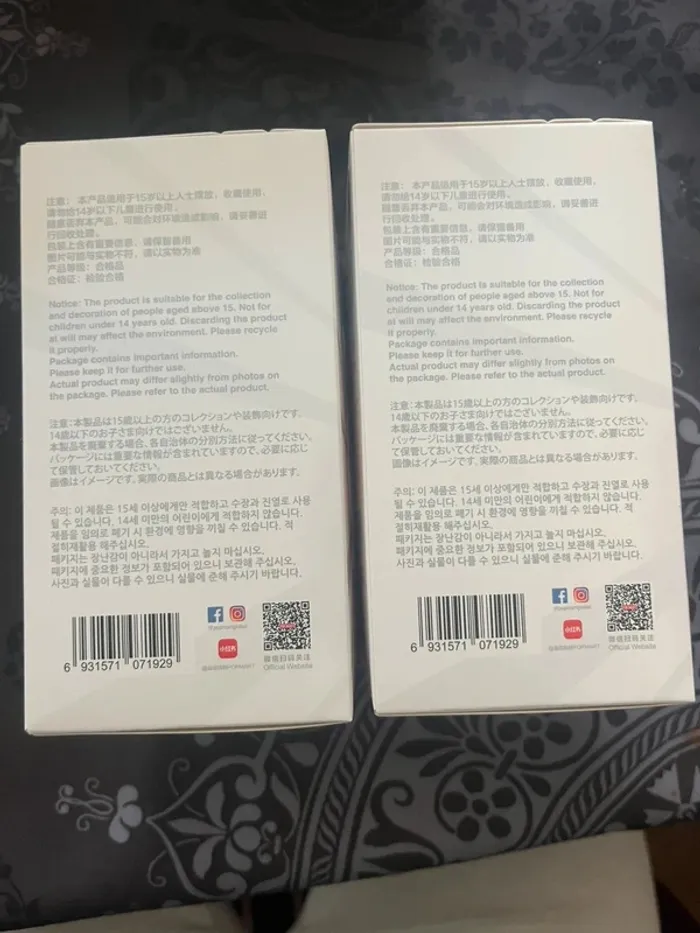 注意： 本产品适用于15岁以上人士摆放，收藏使用，
请勿给14岁以下儿童进行使用。
随意丢弃本产品，可能会对环境造成影响，请妥善进
行回收处理。
包装上含有重要信息，请保留备用
图片可能与实物不符，请以实物为准
产品等级：合格品
合格证：检验合格
Notice: The product is suitable for the collection
and decoration of people aged above 15. Not for
children under 14 years old. Discarding the product
at will may affect the environment. Please recycle
it properly.
Package contains important information.
Please keep it for further use.
Actual product may differ slightly from photos on
the package. Please refer to the actual product.
注意：本製品は15歳以上の方のコレクションや装飾向けです。
14歳以下のお子さま向けではございません。
本製品を廃棄する場合、各自治体の分別方法に従ってください。
パッケージには重要な情報が含まれていますので、必要に応じ
て保管しておいてください。
画像はイメージです。実際の商品とは異なる場合があります。
주의: 이 제품은 15세 이상에게만 적합하고 수장과 진열로 사용
될 수 있습니다. 14세 미만의 어린이에게 적합하지 않습니다.
제품을 임의로 폐기 시 환경에 영향을 끼칠 수 있습니다. 적
절히재활용 해주십시오.
패키지는 장난감이 아니라서 가지고 놀지 마십시오.
패키지에 중요한 정보가 포함되어 있으니 보관해 주십시오,
사진과 실물이 다를 수 있으니 실물에 준해 주시기 바랍니다.
6 931571 071929
小红书
微信扫码关注
Official Website
注意： 本产品适用于15岁以上人士摆放，收藏使用，
请勿给14岁以下儿童进行使用。
随意丢弃本产品，可能会对环境造成影响，请妥善进
行回收处理。
包装上含有重要信息，请保留备用
图片可能与实物不符，请以实物为准
产品等级：合格品
合格证：检验合格
Notice: The product is suitable for the collection
and decoration of people aged above 15. Not for
children under 14 years old. Discarding the product
at will may affect the environment. Please recycle
it properly.
Package contains important information.
Please keep it for further use.
Actual product may differ slightly from photos on
the package. Please refer to the actual product.
注意：本製品は15歳以上の方のコレクションや装飾向けです。
14歳以下のお子さま向けではございません。
本製品を廃棄する場合、各自治体の分別方法に従ってください。
パッケージには重要な情報が含まれていますので、必要に応じ
て保管しておいてください。
画像はイメージです。実際の商品とは異なる場合があります。
주의: 이 제품은 15세 이상에게만 적합하고 수장과 진열로 사용
될 수 있습니다. 14세 미만의 어린이에게 적합하지 않습니다.
제품을 임의로 폐기 시 환경에 영향을 끼칠 수 있습니다. 적
절히재활용 해주십시오.
패키지는 장난감이 아니라서 가지고 놀지 마십시오.
패키지에 중요한 정보가 포함되어 있으니 보관해 주십시오,
사진과 실물이 다를 수 있으니 실물에 준해 주시기 바랍니다.
6 931571 071929
小红书
微信扫码关注
Official Website